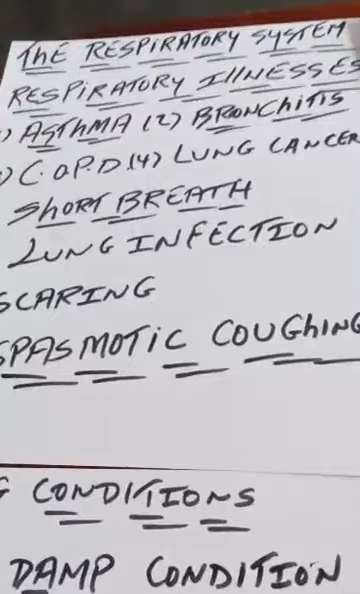 THE RESPIRATORY SYSTEM
RESPIRATORY ILLNESSES
) ASTHMA (2) BRONCHITIS
) C.O.P.D (4) LUNG CANCER
SHORT BREATH
LUNG INFECTION
SCARING
SPASMOTIC COUGHING
G CONDITIONS
DAMP CONDITION